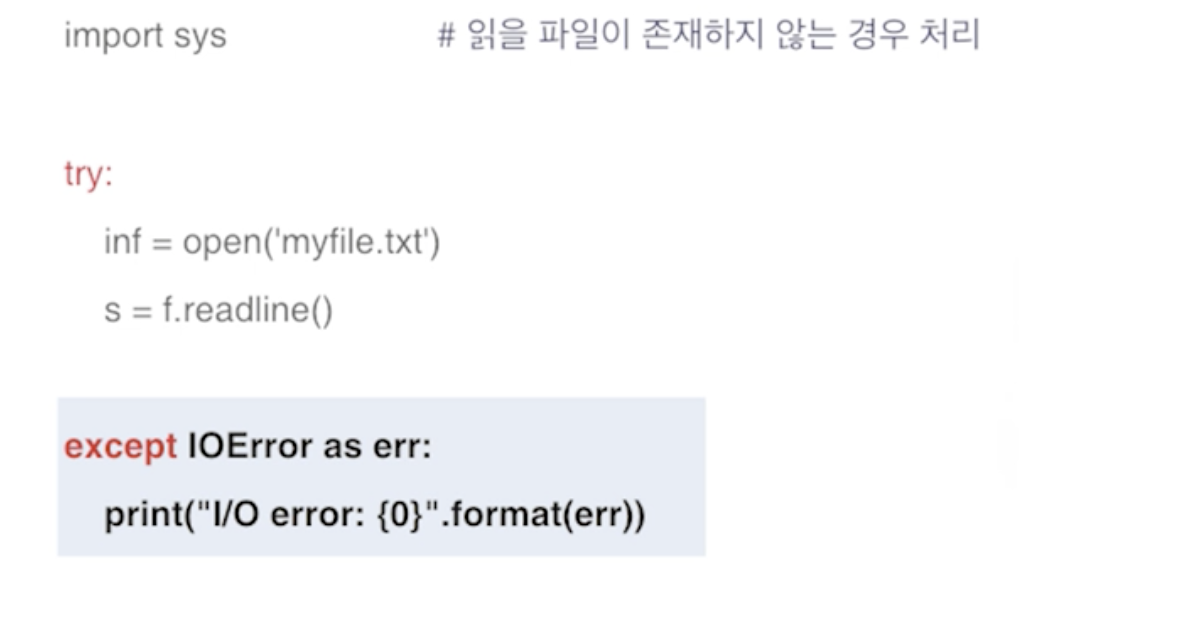 import sys # 읽을 파일이 존재하지 않는 경우 처리
try:
inf = open('myfile.txt')
s = f.readline()
except IOError as err:
print("I/O error: {0}".format(err))